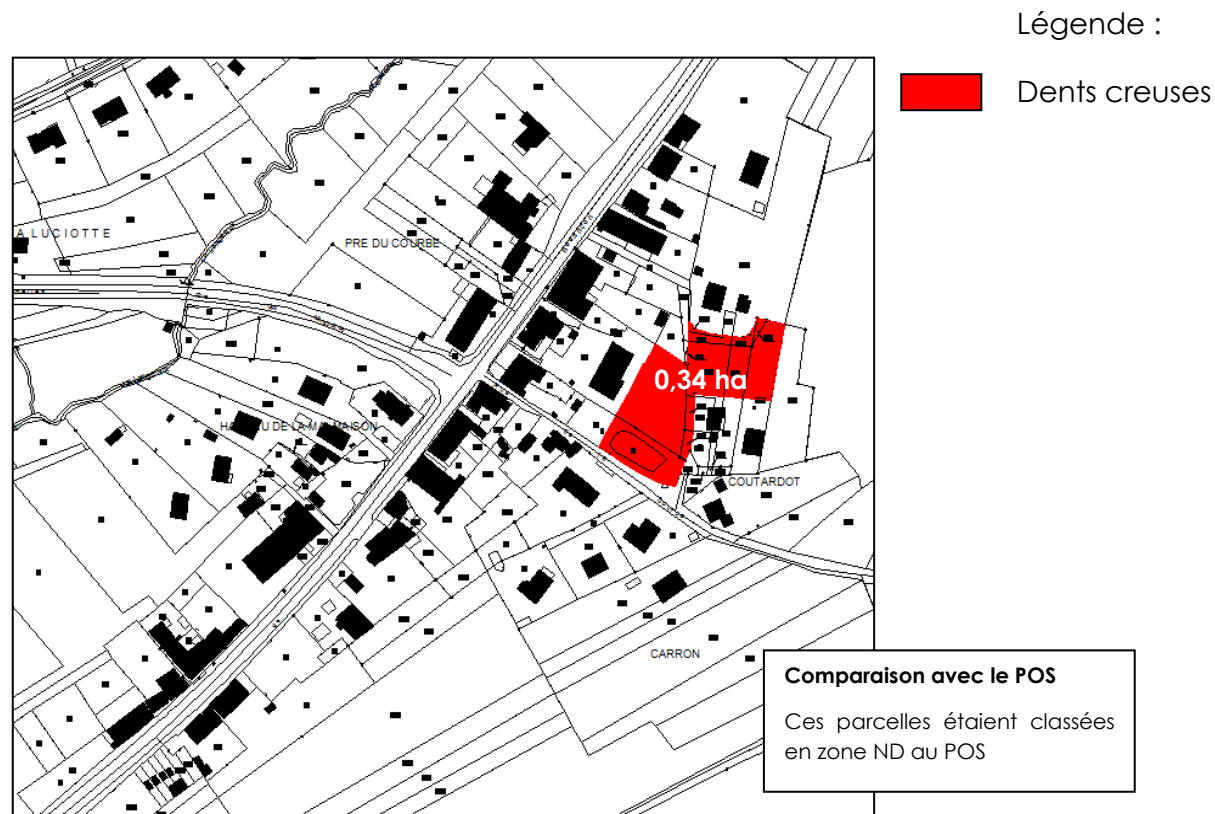 Légende :
Dents creuses
A LUCIOTTE
PRE DU COURBE
0,34 ha
COUTARDOT
CARRON
Comparaison avec le POS
Ces parcelles étaient classées
en zone ND au POS